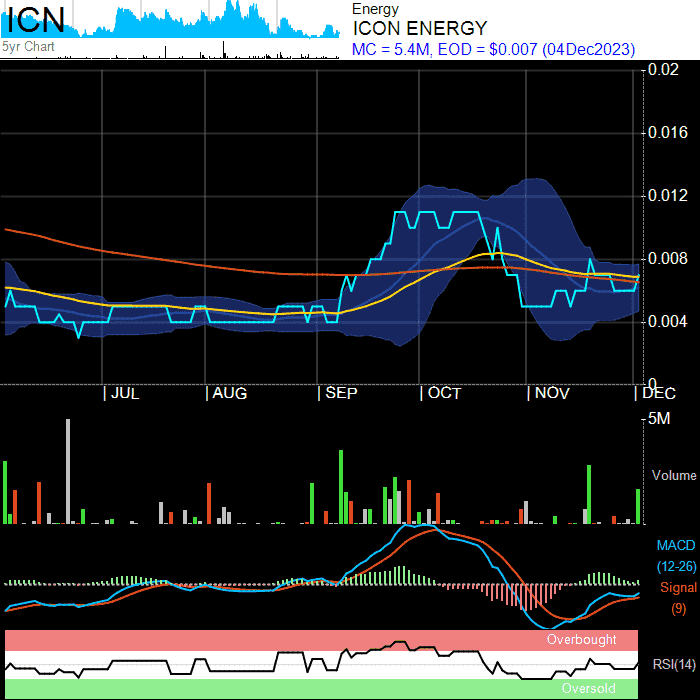 ICN
5yr Chart
Energy
ICON ENERGY
MC = 5.4M, EOD = $0.007 (04Dec2023)
0.02
0.016
0.012
0.008
0.004
0
JUL AUG SEP OCT NOV DEC
5M
Volume
MACD
(12-26)
Signal
(9)
Overbought
RSI(14)
Oversold